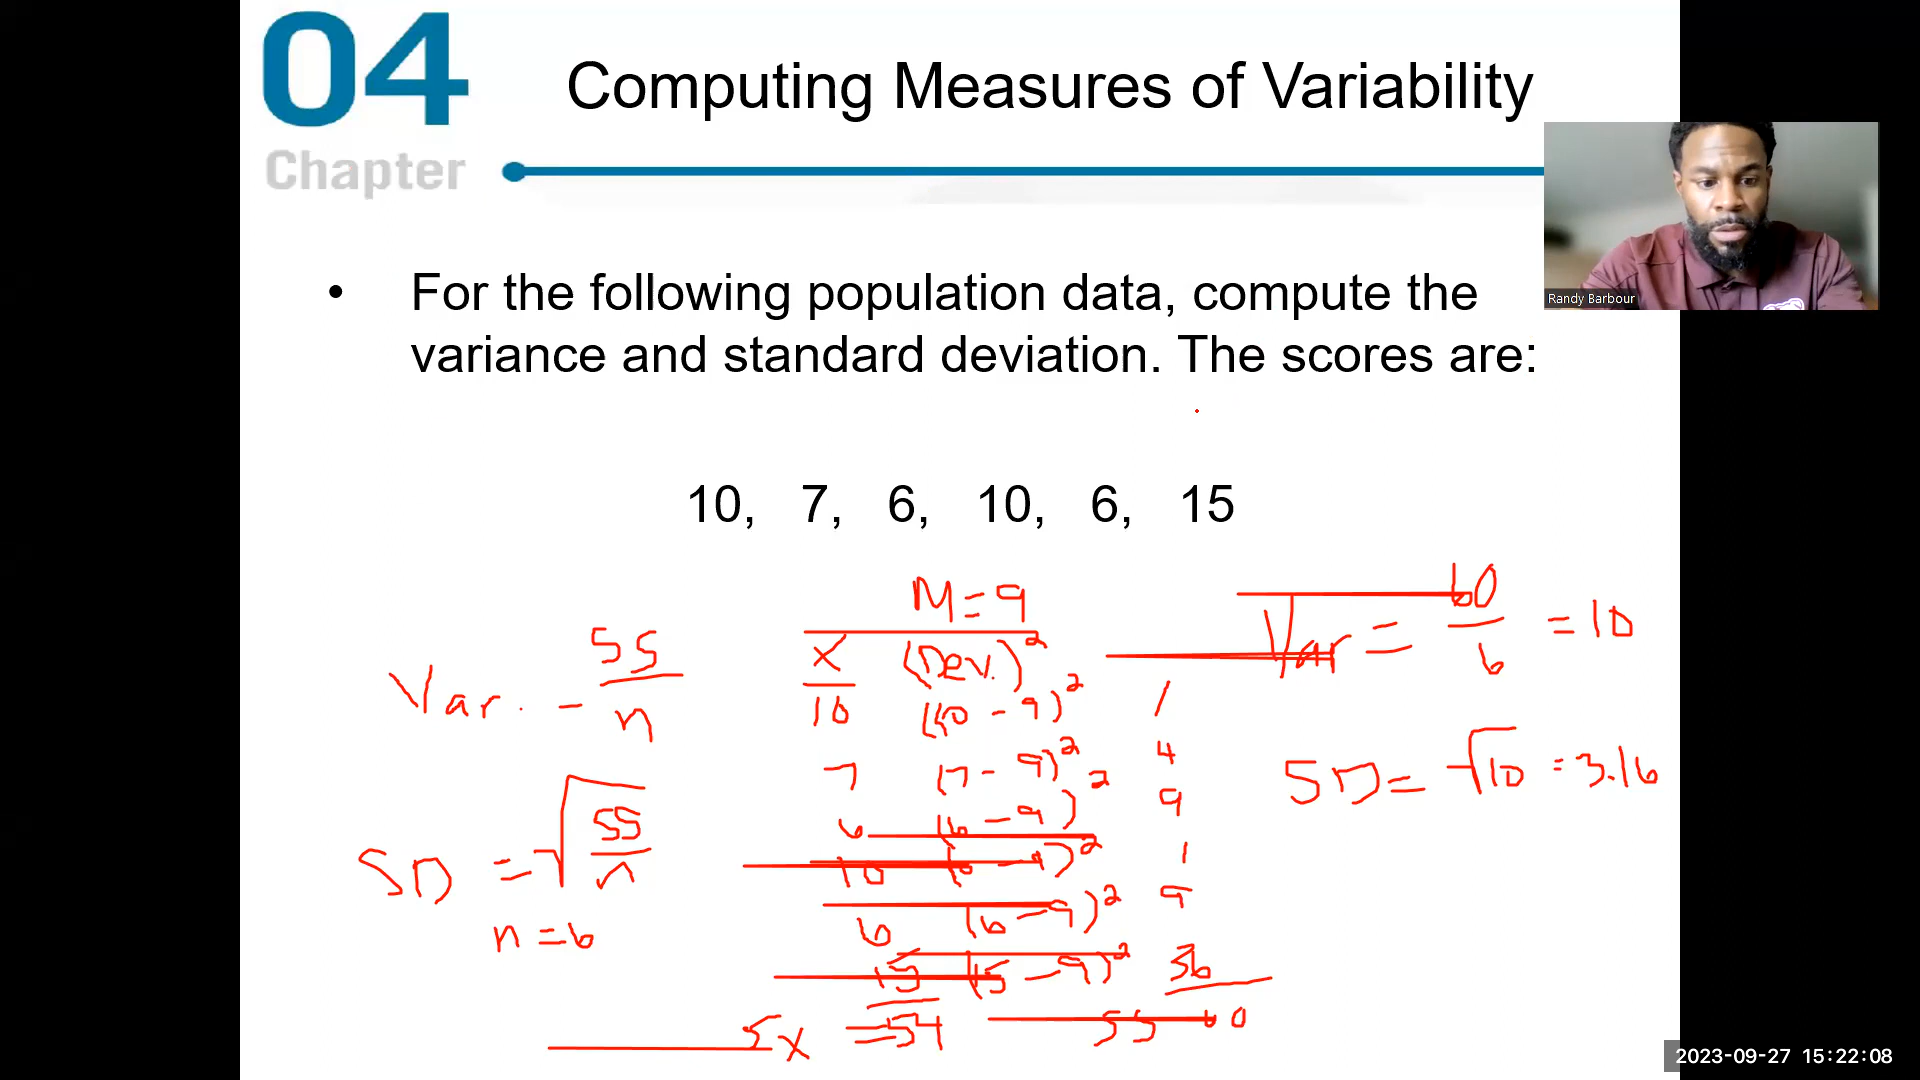 04
Chapter
Computing Measures of Variability
Randy Barbour
• For the following population data, compute the
variance and standard deviation. The scores are:
10, 7, 6, 10, 6, 15
M = 9
Var. = SS/n
SD = √SS/n
n = 6
X (Dev.)²
10 (10 - 9)² 1
7 (7 - 9)² 4
6 (6 - 9)² 9
10 (10 - 9)² 1
6 (6 - 9)² 9
15 (15 - 9)² 36
Σx = 54 SS 60
Var = 60/6 = 10
SD = √10 = 3.16
2023-09-27 15:22:08